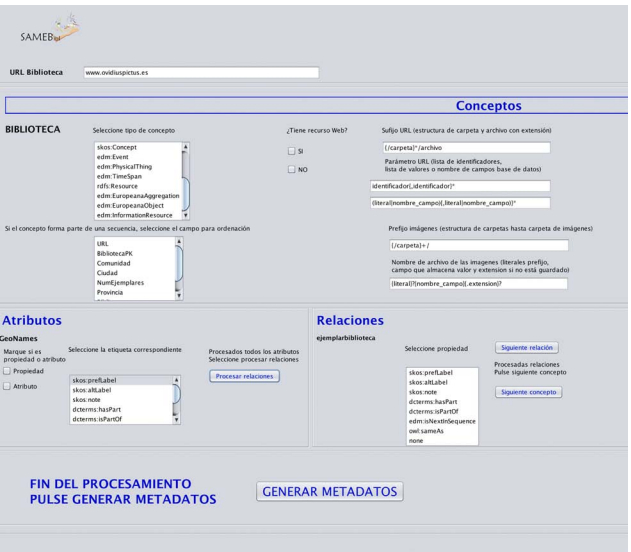 SAMEBibl
URL Biblioteca
www.ovidiuspictus.es
Conceptos
BIBLIOTECA
Seleccione tipo de concepto
¿Tiene recurso Web?
Sufijo URL (estructura de carpeta y archivo con extensión)
skos:Concept
edm:Event
edm:PhysicalThing
edm:TimeSpan
rdfs:Resource
edm:EuropeanaAggregation
edm:EuropeanaObject
edm:InformationResource
SI
NO
(/carpeta)*/archivo
Parámetro URL (lista de identificadores,
lista de valores o nombre de campos base de datos)
identificador(,identificador)*
(literal|nombre_campo)(,literal|nombre_campo))*
Si el concepto forma parte de una secuencia, seleccione el campo para ordenación
URL
BibliotecaPK
Comunidad
Ciudad
NumEjemplares
Provincia
Prefijo imágenes (estructura de carpetas hasta carpeta de imágenes)
(/carpeta)+/
Nombre de archivo de las imagenes (literales prefijo,
campo que almacena valor y extension si no está guardado)
(literal)?(nombre_campo)(.extension)?
Atributos
GeoNames
Marque si es
propiedad o atributo
Propiedad
Atributo
Seleccione la etiqueta correspondiente
skos:prefLabel
skos:altLabel
skos:note
dcterms:hasPart
dcterms:isPartOf
Procesados todos los atributos
Seleccione procesar relaciones
Procesar relaciones
Relaciones
ejemplarbiblioteca
Seleccione propiedad
skos:prefLabel
skos:altLabel
skos:note
dcterms:hasPart
dcterms:isPartOf
edm:isNextInSequence
owl:sameAs
none
Siguiente relación
Procesadas relaciones
Pulse siguiente concepto
Siguiente concepto
FIN DEL PROCESAMIENTO
PULSE GENERAR METADATOS
GENERAR METADATOS